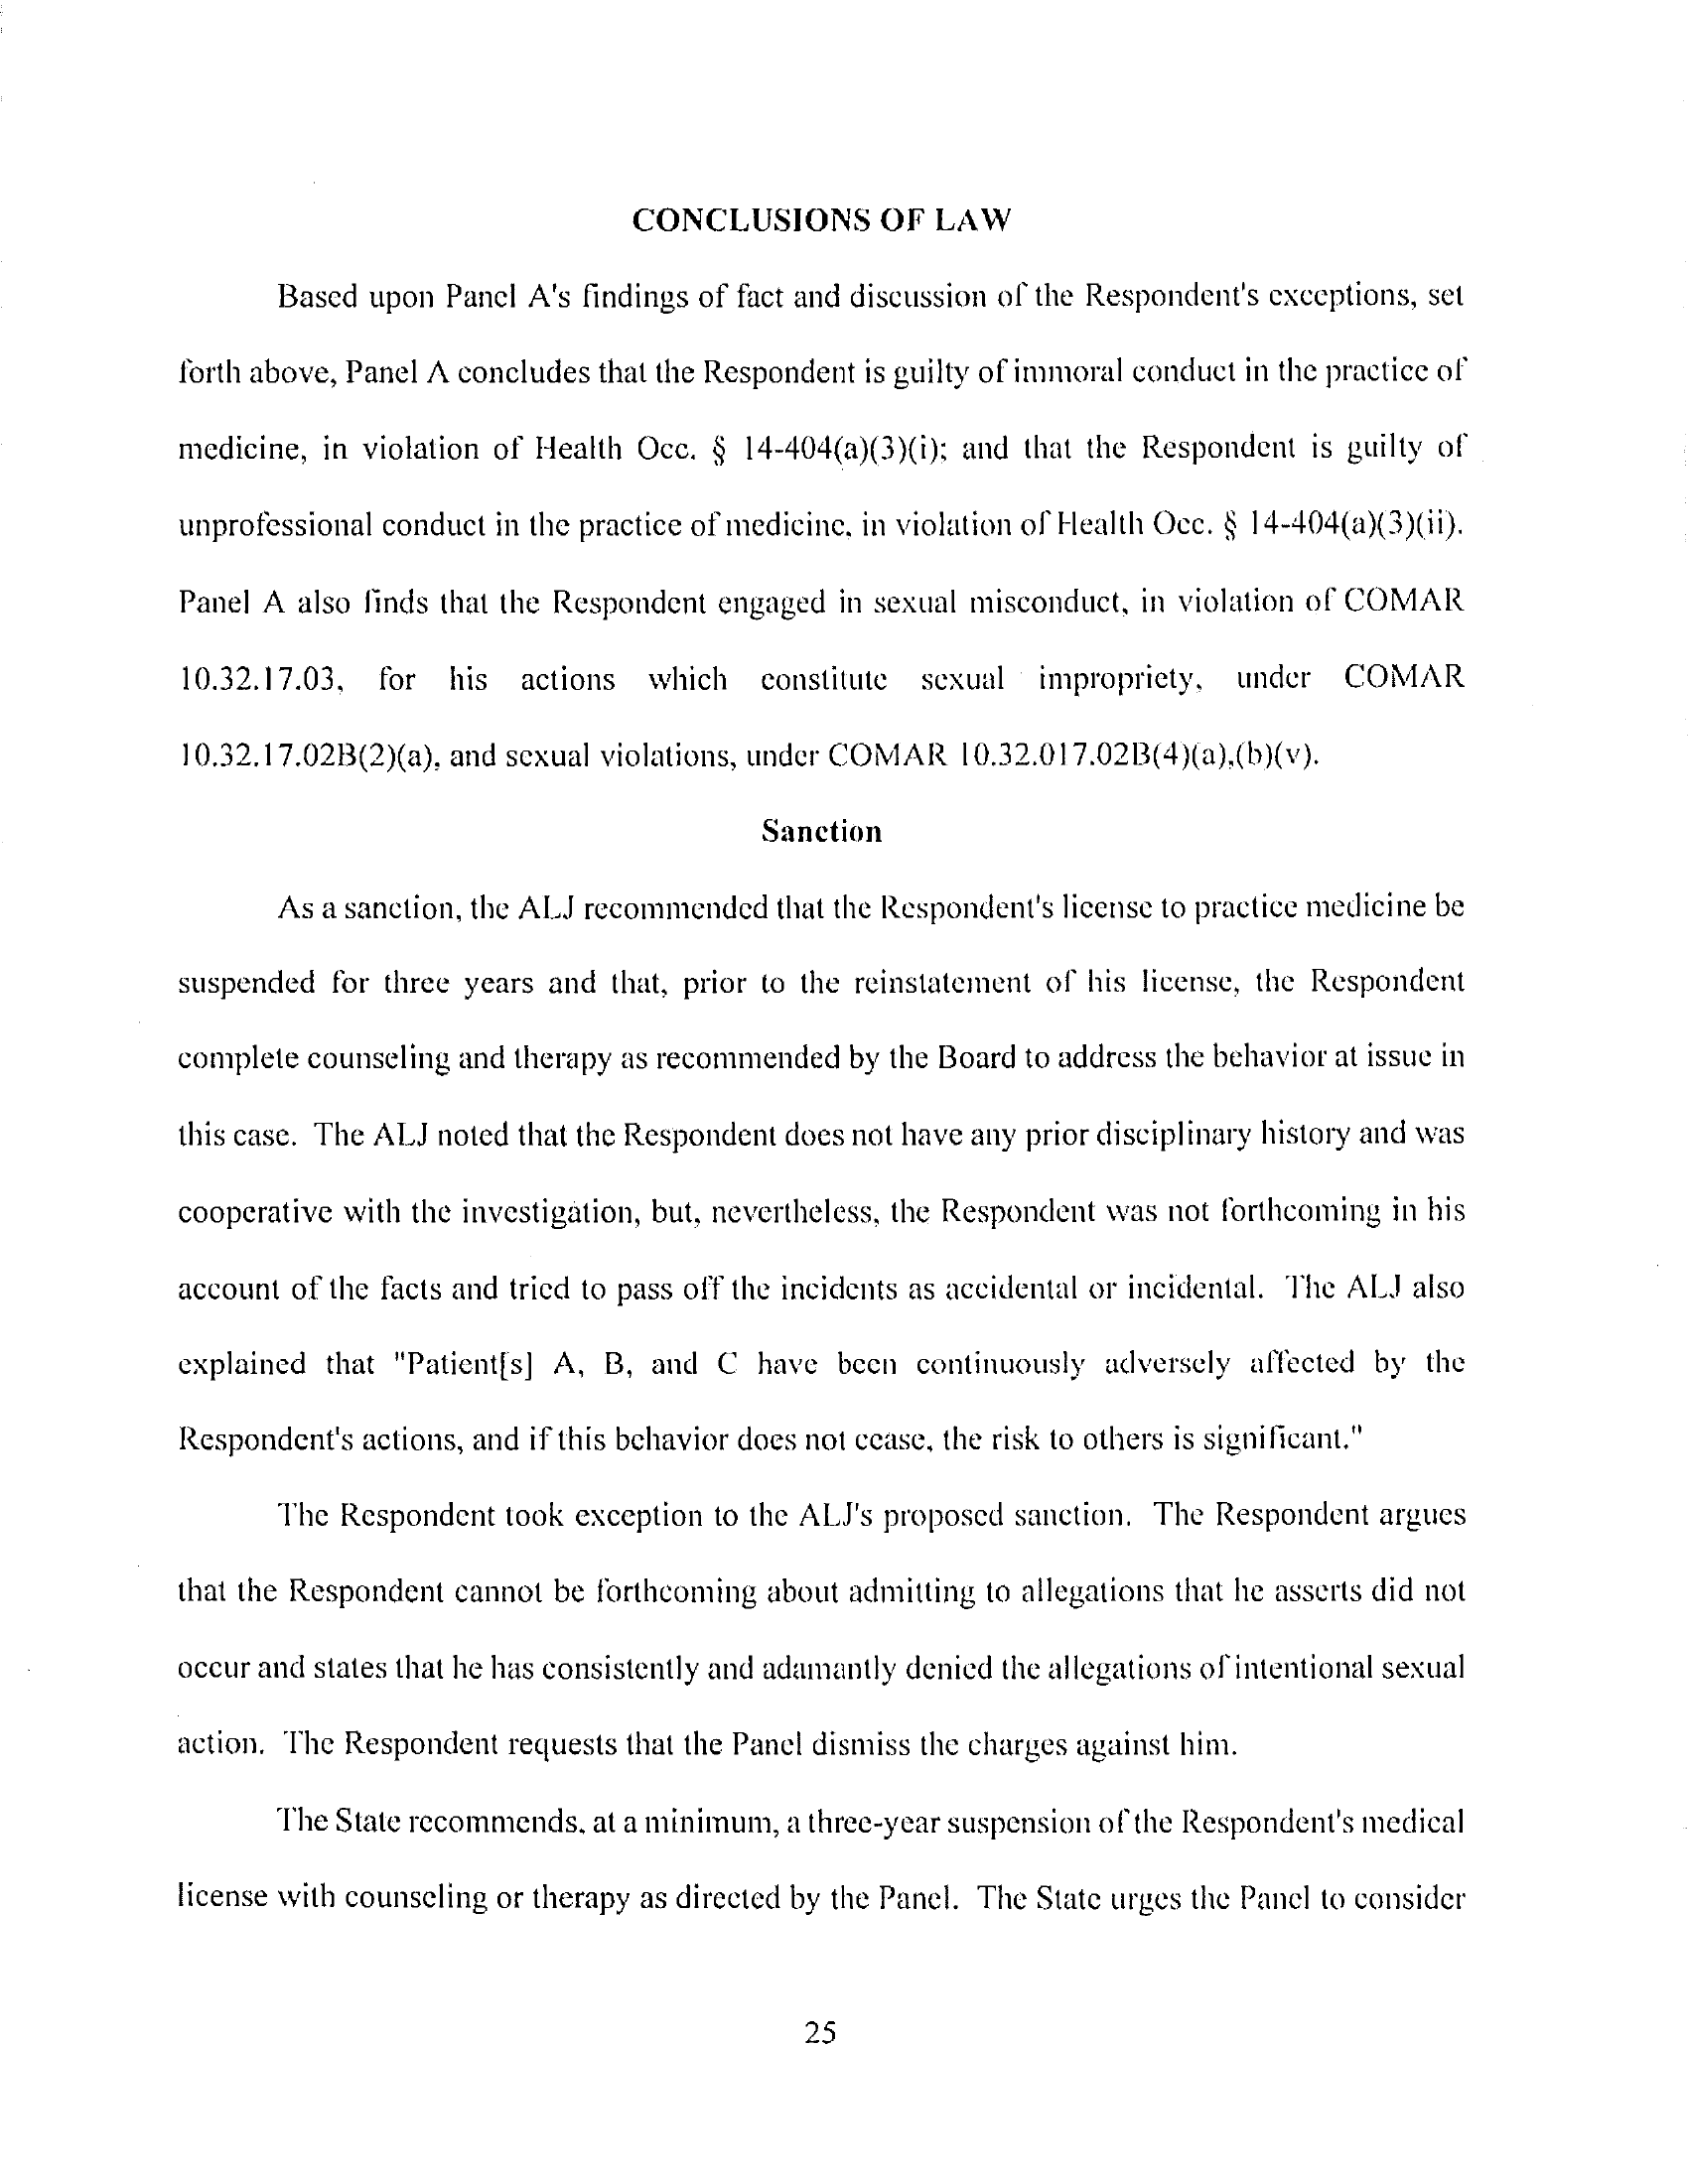 CONCLUSIONS OF LAW
Based upon Panel A's findings of fact and discussion of the Respondent's exceptions, set
forth above, Panel A concludes that the Respondent is guilty of immoral conduct in the practice of
medicine, in violation of Health Occ. § 14-404(a)(3)(i); and that the Respondent is guilty of
unprofessional conduct in the practice of medicine, in violation of Health Occ. § 14-404(a)(3)(ii).
Panel A also finds that the Respondent engaged in sexual misconduct, in violation of COMAR
10.32.17.03, for his actions which constitute sexual impropriety, under COMAR
10.32.17.02B(2)(a), and sexual violations, under COMAR 10.32.017.02B(4)(a),(b)(v).
Sanction
As a sanction, the ALJ recommended that the Respondent's license to practice medicine be
suspended for three years and that, prior to the reinstatement of his license, the Respondent
complete counseling and therapy as recommended by the Board to address the behavior at issue in
this case. The ALJ noted that the Respondent does not have any prior disciplinary history and was
cooperative with the investigation, but, nevertheless, the Respondent was not forthcoming in his
account of the facts and tried to pass off the incidents as accidental or incidental. The ALJ also
explained that "Patient[s] A, B, and C have been continuously adversely affected by the
Respondent's actions, and if this behavior does not cease, the risk to others is significant."
The Respondent took exception to the ALJ's proposed sanction. The Respondent argues
that the Respondent cannot be forthcoming about admitting to allegations that he asserts did not
occur and states that he has consistently and adamantly denied the allegations of intentional sexual
action. The Respondent requests that the Panel dismiss the charges against him.
The State recommends, at a minimum, a three-year suspension of the Respondent's medical
license with counseling or therapy as directed by the Panel. The State urges the Panel to consider
25